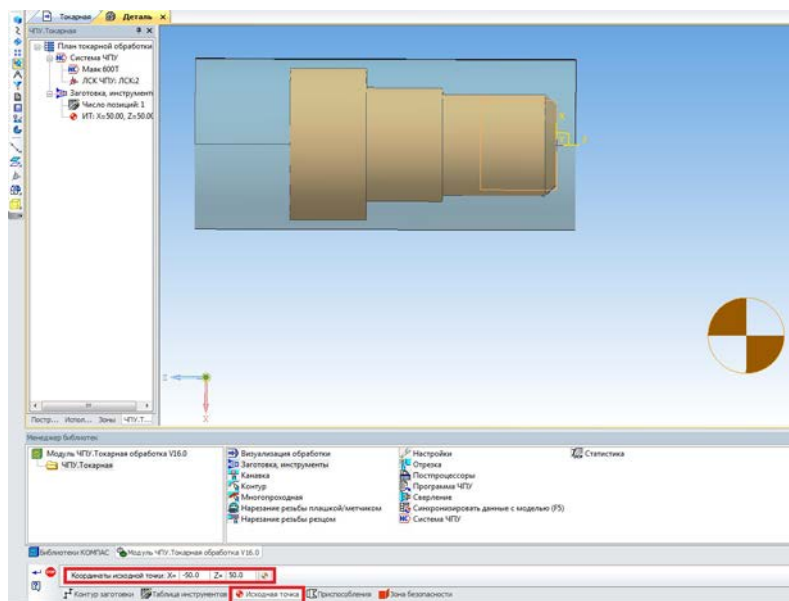 Токарная Деталь
ЧПУ.Токарная
План токарной обработки
Система ЧПУ
Маяк 600Т
ЛСК ЧПУ: ЛСК:2
Заготовка, инструмент
Число позиций: 1
ИТ: X=50.00, Z=50.00
X
Z
X
Постр... Испол... Зоны ЧПУ.Т...
Менеджер библиотек
Модуль ЧПУ.Токарная обработка V16.0
ЧПУ.Токарная
Визуализация обработки
Заготовка, инструменты
Канавка
Контур
Многопроходная
Нарезание резьбы плашкой/метчиком
Нарезание резьбы резцом
Настройки
Отрезка
Постпроцессоры
Программа ЧПУ
Сверление
Синхронизировать данные с моделью (F5)
Система ЧПУ
Статистика
Библиотеки КОМПАС Модуль ЧПУ.Токарная обработка V16.0
Координаты исходной точки: X= -50.0 Z= 50.0
Контур заготовки Таблица инструментов Исходная точка Приспособления Зона безопасности